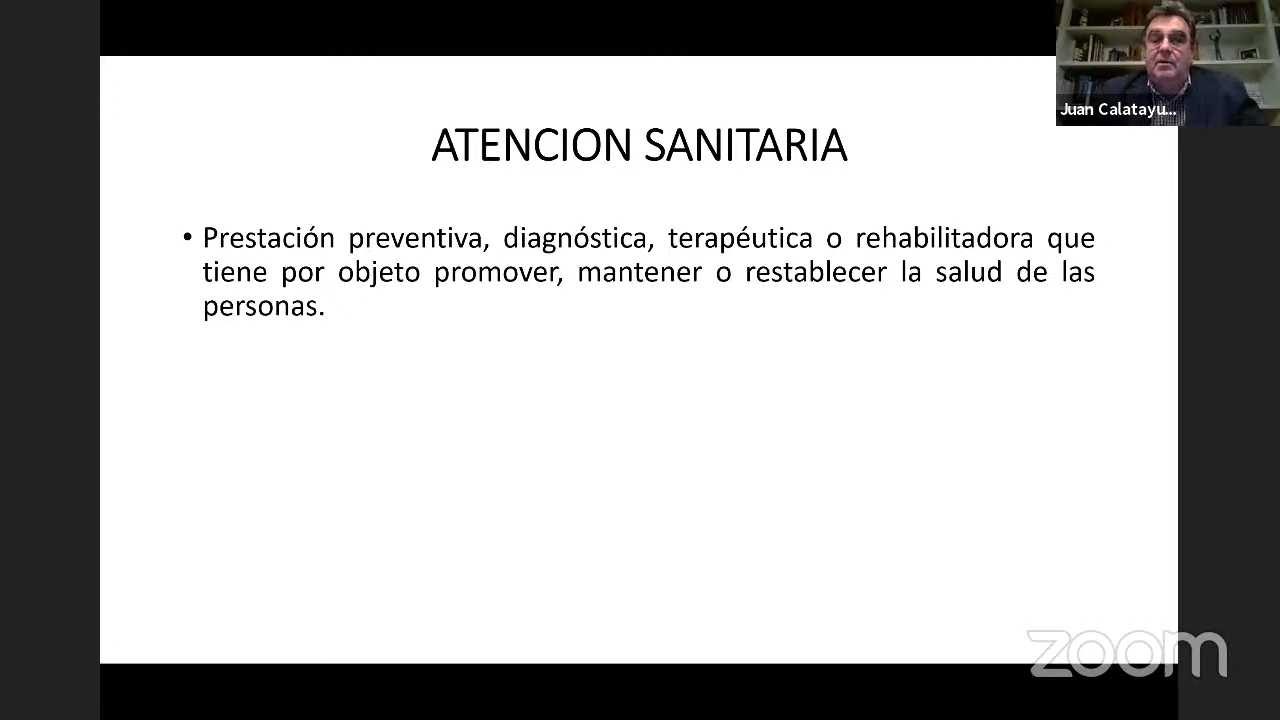 Juan Calatayu...
ATENCION SANITARIA
• Prestación preventiva, diagnóstica, terapéutica o rehabilitadora que
tiene por objeto promover, mantener o restablecer la salud de las
personas.
zoom